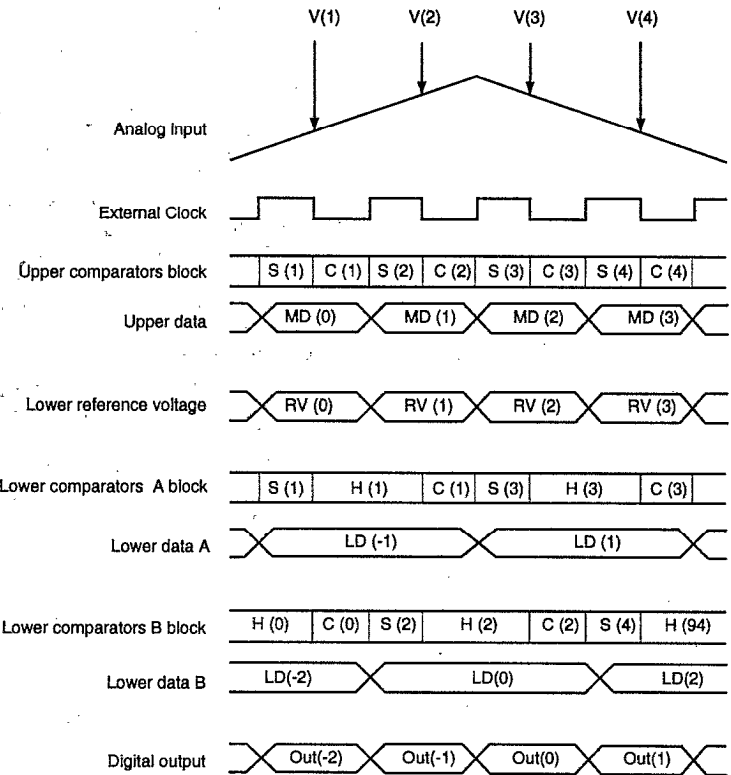 V(1) V(2) V(3) V(4)
Analog Input
External Clock
Upper comparators block S (1) C (1) S (2) C (2) S (3) C (3) S (4) C (4)
Upper data MD (0) MD (1) MD (2) MD (3)
Lower reference voltage RV (0) RV (1) RV (2) RV (3)
Lower comparators A block S (1) H (1) C (1) S (3) H (3) C (3)
Lower data A LD (-1) LD (1)
Lower comparators B block H (0) C (0) S (2) H (2) C (2) S (4) H (94)
Lower data B LD(-2) LD(0) LD(2)
Digital output Out(-2) Out(-1) Out(0) Out(1)